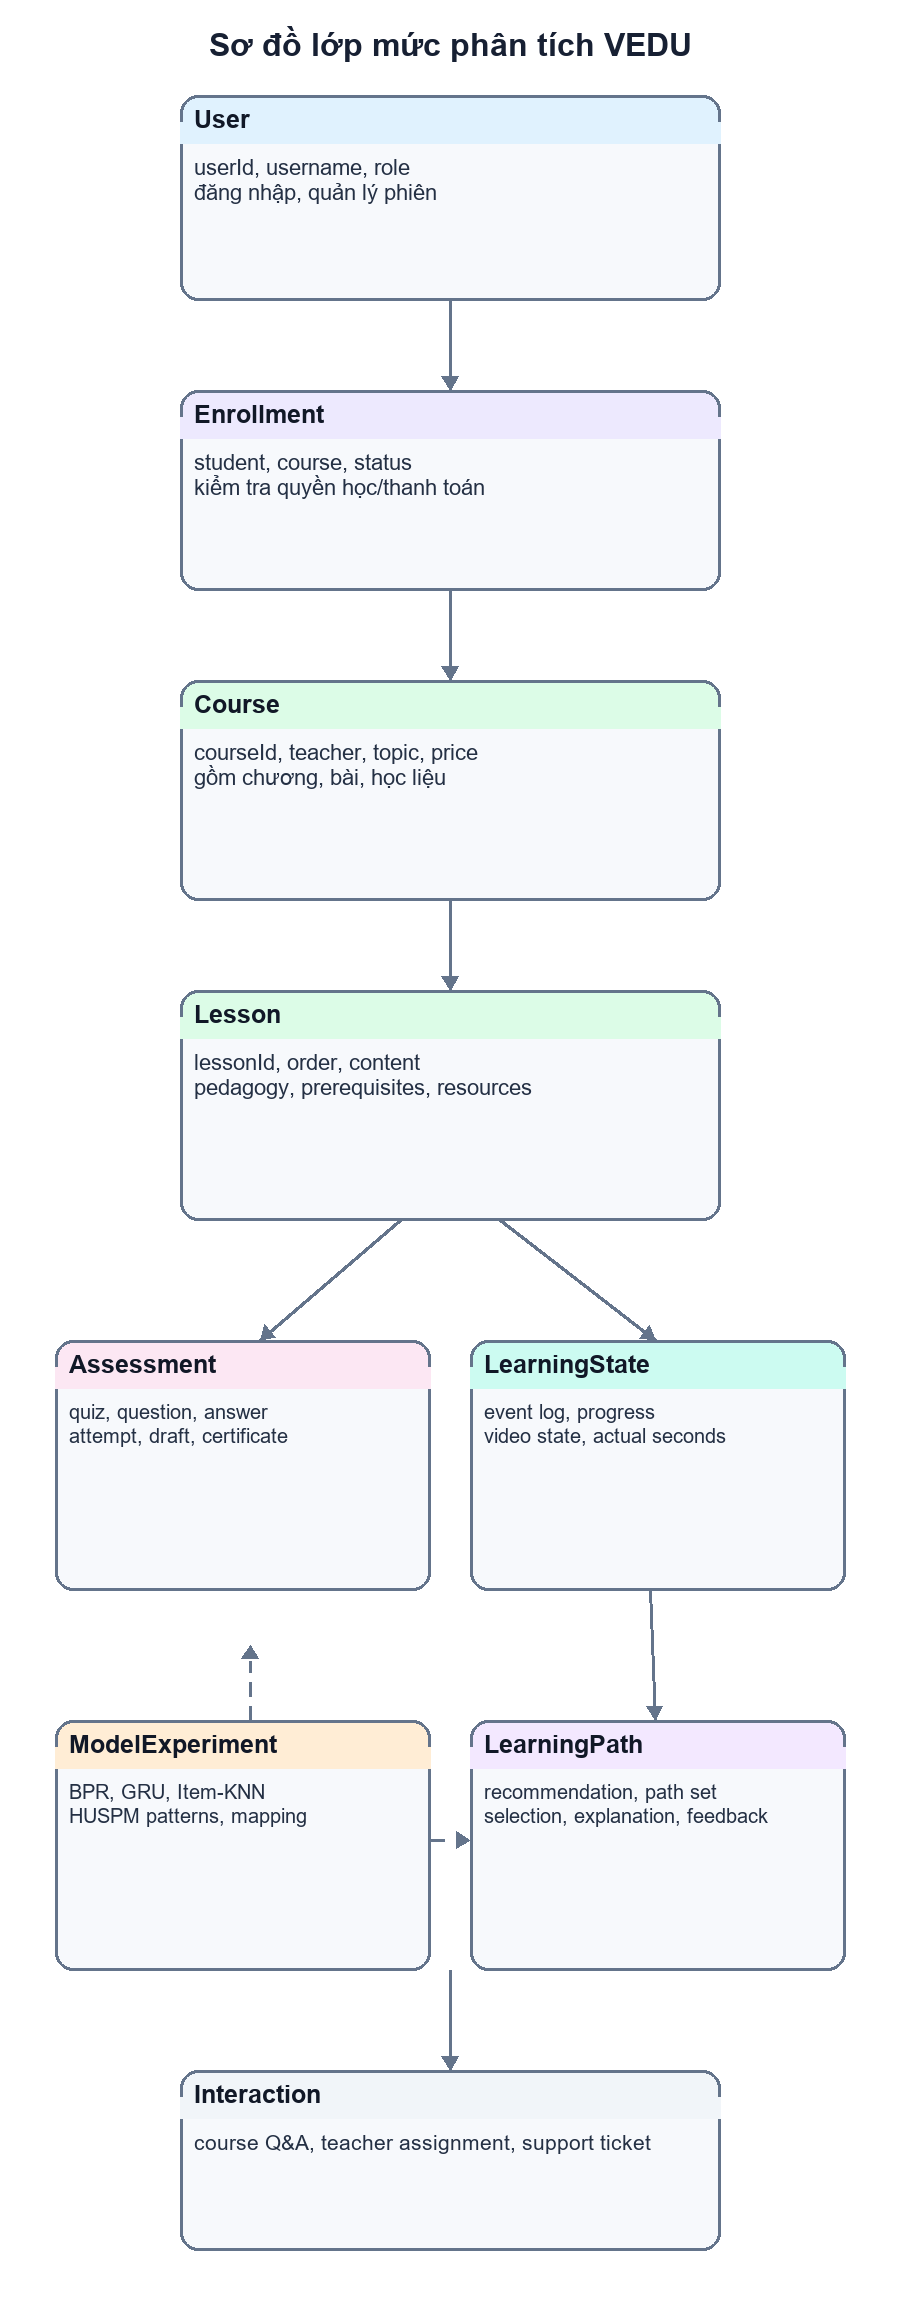 Sơ đồ lớp mức phân tích VEDU
User
userId, username, role
đăng nhập, quản lý phiên
Enrollment
student, course, status
kiểm tra quyền học/thanh toán
Course
courseId, teacher, topic, price
gồm chương, bài, học liệu
Lesson
lessonId, order, content
pedagogy, prerequisites, resources
Assessment
quiz, question, answer
attempt, draft, certificate
LearningState
event log, progress
video state, actual seconds
ModelExperiment
BPR, GRU, Item-KNN
HUSPM patterns, mapping
LearningPath
recommendation, path set
selection, explanation, feedback
Interaction
course Q&A, teacher assignment, support ticket